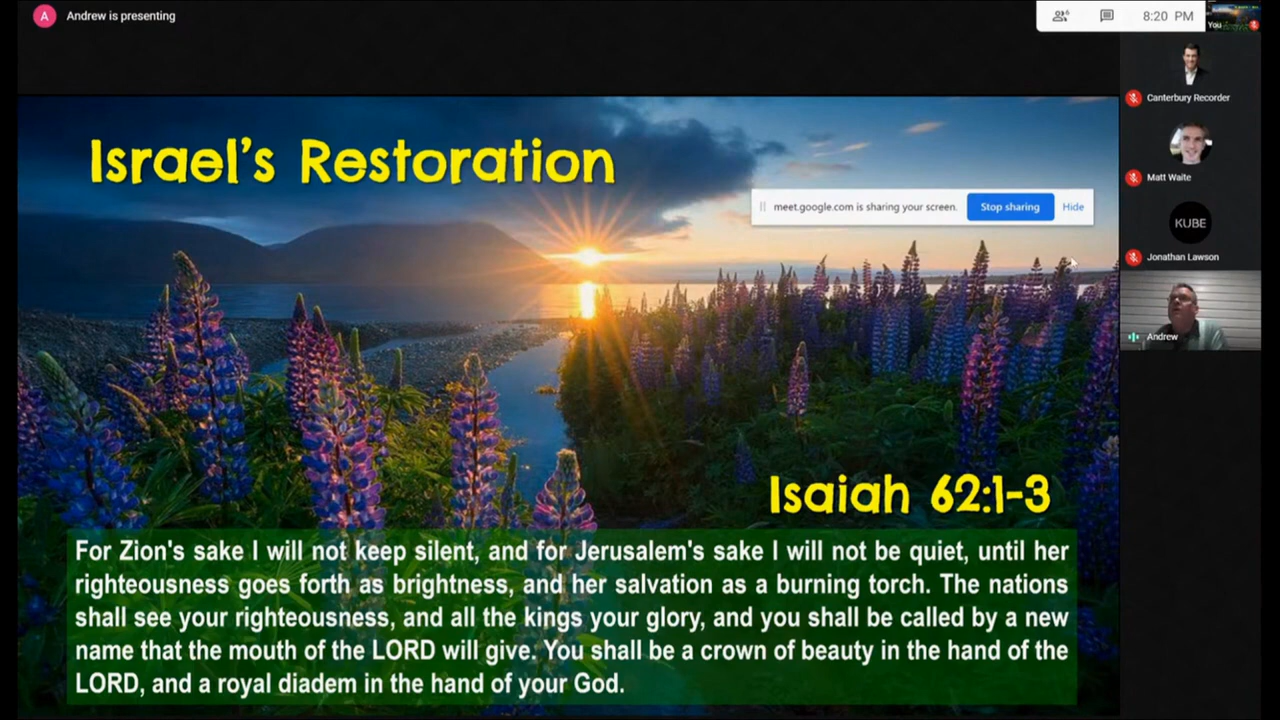 A Andrew is presenting
6
8:20 PM
You
Canterbury Recorder
Matt Waite
KUBE
Jonathan Lawson
Andrew
Israel's Restoration
meet.google.com is sharing your screen. Stop sharing Hide
Isaiah 62:1-3
For Zion's sake I will not keep silent, and for Jerusalem's sake I will not be quiet, until her
righteousness goes forth as brightness, and her salvation as a burning torch. The nations
shall see your righteousness, and all the kings your glory, and you shall be called by a new
name that the mouth of the LORD will give. You shall be a crown of beauty in the hand of the
LORD, and a royal diadem in the hand of your God.